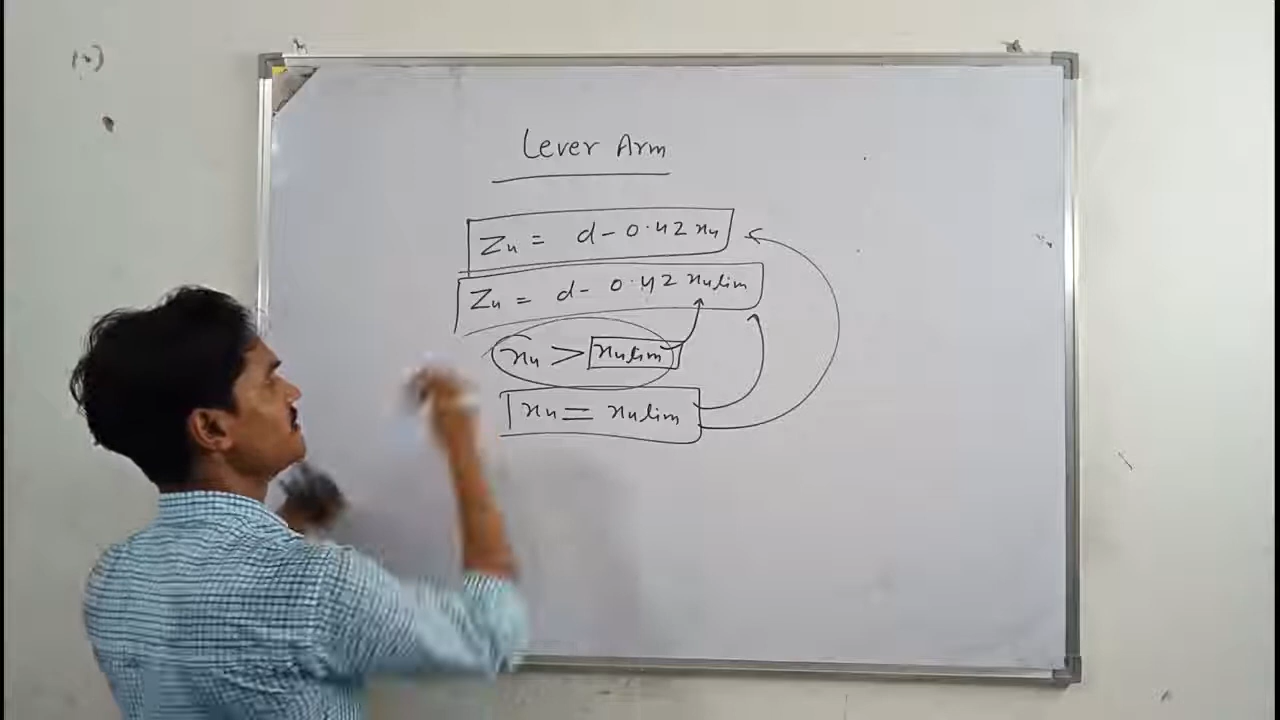 Lever Arm
Zu = d - 0.42 xu
Zu = d - 0.42 xulim
xu > xulim
xu = xulim